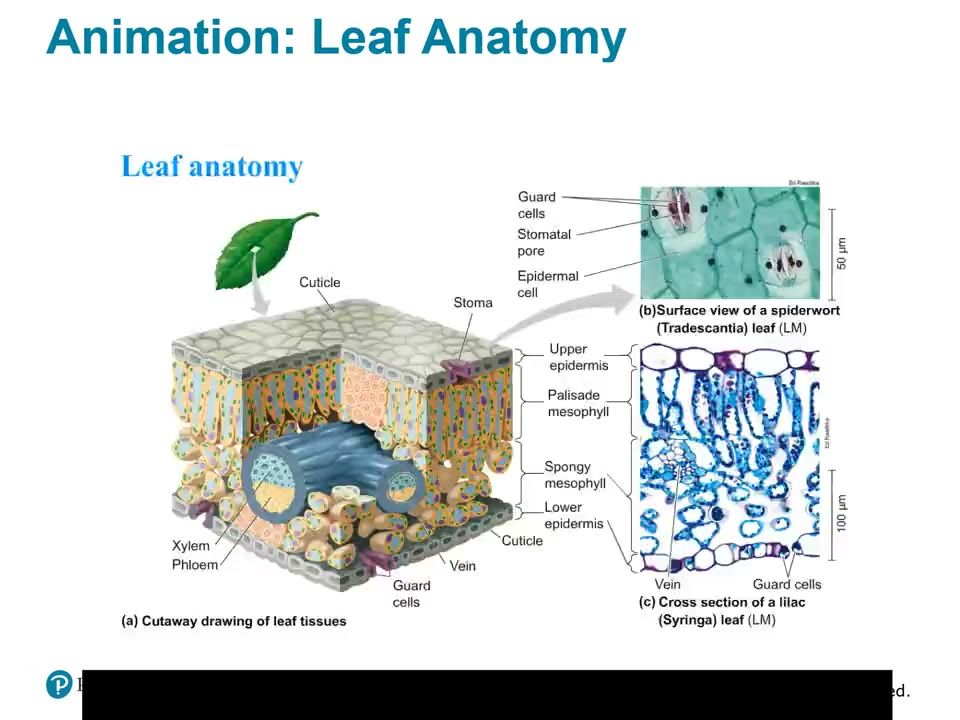 Animation: Leaf Anatomy
Leaf anatomy
Cuticle
Stoma
Guard
cells
Stomatal
pore
Epidermal
cell
50 µm
(b)Surface view of a spiderwort
(Tradescantia) leaf (LM)
Upper
epidermis
Palisade
mesophyll
Spongy
mesophyll
Lower
epidermis
Cuticle
Xylem
Phloem
Vein
Guard
cells
100 µm
Vein
Guard cells
(a) Cutaway drawing of leaf tissues
(c) Cross section of a lilac
(Syringa) leaf (LM)
P
ed.